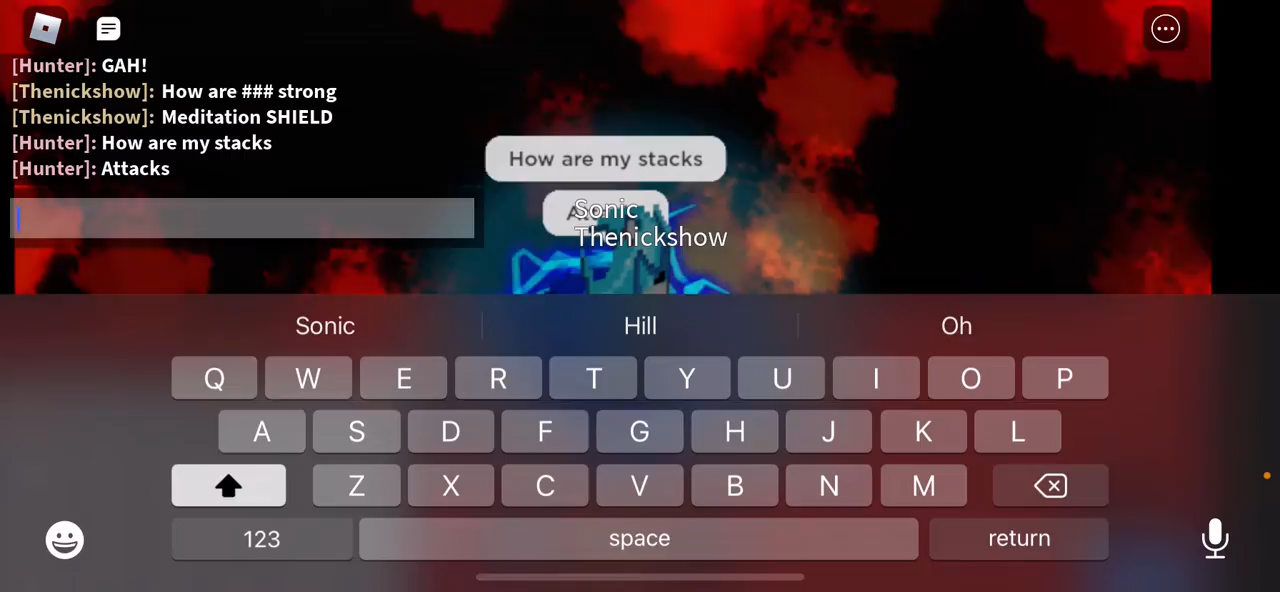 [Hunter]: GAH!
[Thenickshow]: How are ### strong
[Thenickshow]: Meditation SHIELD
[Hunter]: How are my stacks
[Hunter]: Attacks
How are my stacks
Sonic
Thenickshow
Sonic Hill Oh
Q W E R T Y U I O P
A S D F G H J K L
Z X C V B N M
123 space return